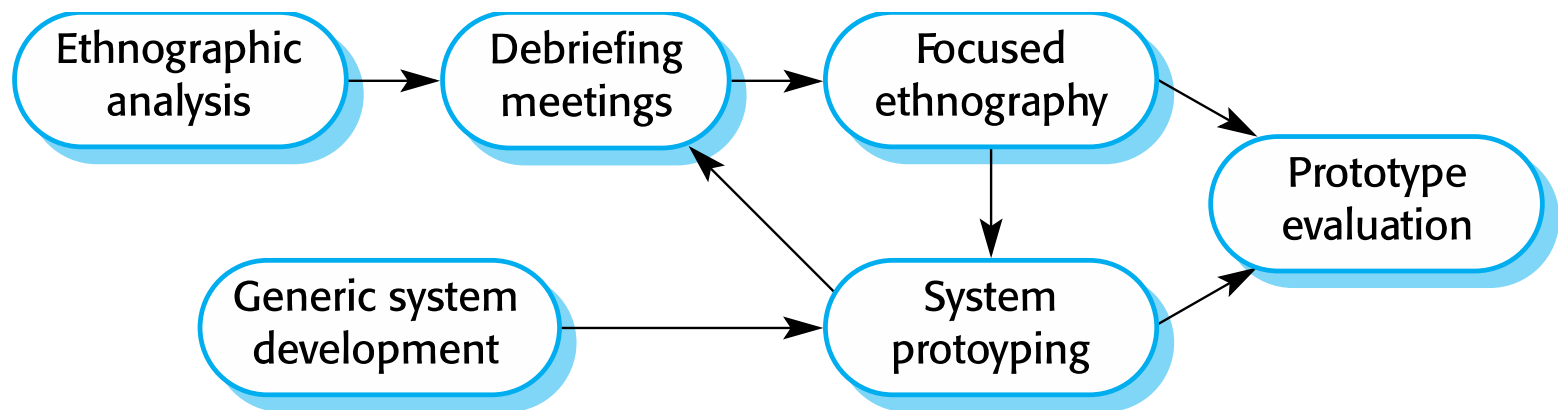 Ethnographic
analysis
Debriefing
meetings
Focused
ethnography
Prototype
evaluation
Generic system
development
System
protoyping